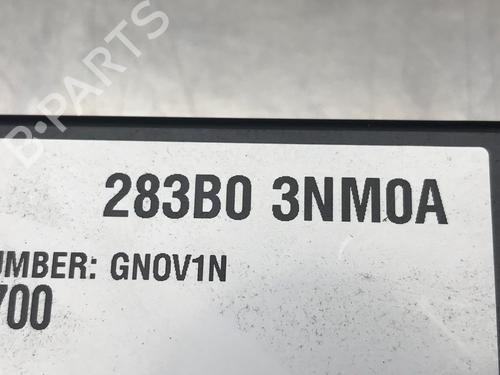 B-PARTS
283B0 3NM0A
UMBER: GNOV1N
700